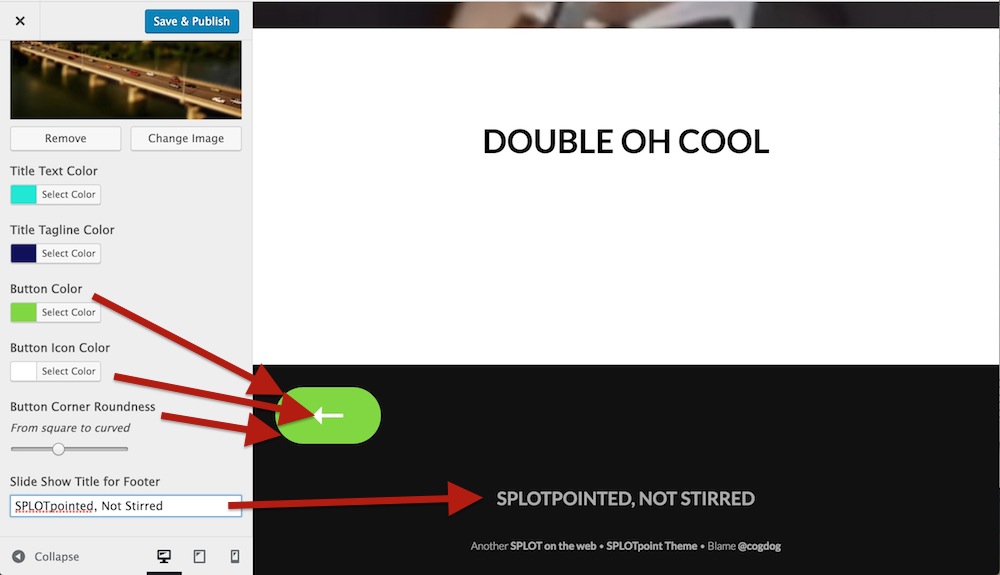 Save & Publish
Remove
Change Image
Title Text Color
Select Color
Title Tagline Color
Select Color
Button Color
Select Color
Button Icon Color
Select Color
Button Corner Roundness
From square to curved
Slide Show Title for Footer
SPLOTpointed, Not Stirred
Collapse
DOUBLE OH COOL
SPLOTPOINTED, NOT STIRRED
Another SPLOT on the web • SPLOTpoint Theme • Blame @cogdog